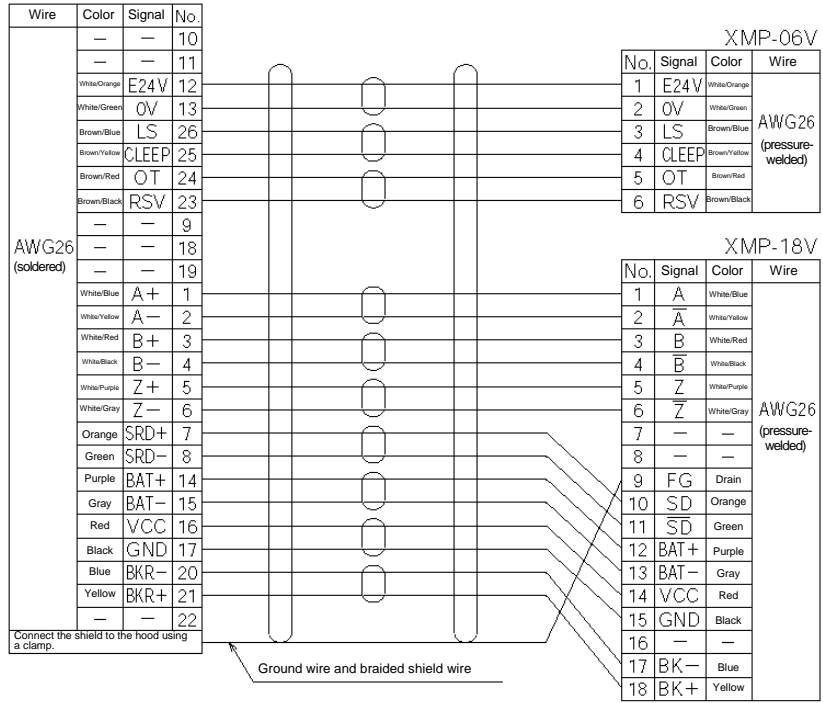 Wire Color Signal No.
— — 10
— — 11
White/Orange E24V 12
White/Green 0V 13
Brown/Blue LS 26
Brown/Yellow CLEEP 25
Brown/Red OT 24
Brown/Black RSV 23
— — 9
— — 18
— — 19
AWG26
(soldered)
White/Blue A+ 1
White/Yellow A− 2
White/Red B+ 3
White/Black B− 4
White/Purple Z+ 5
White/Gray Z− 6
Orange SRD+ 7
Green SRD− 8
Purple BAT+ 14
Gray BAT− 15
Red VCC 16
Black GND 17
Blue BKR− 20
Yellow BKR+ 21
— — 22
Connect the shield to the hood using
a clamp.
Ground wire and braided shield wire
XMP-06V
No. Signal Color Wire
1 E24V White/Orange
2 0V White/Green
3 LS Brown/Blue
4 CLEEP Brown/Yellow
5 OT Brown/Red
6 RSV Brown/Black
AWG26
(pressure-
welded)
XMP-18V
No. Signal Color Wire
1 A White/Blue
2 A̅ White/Yellow
3 B White/Red
4 B̅ White/Black
5 Z White/Purple
6 Z̅ White/Gray
7 — —
8 — —
9 FG Drain
10 SD Orange
11 S̅D̅ Green
12 BAT+ Purple
13 BAT− Gray
14 VCC Red
15 GND Black
16 — —
17 BK− Blue
18 BK+ Yellow
AWG26
(pressure-
welded)